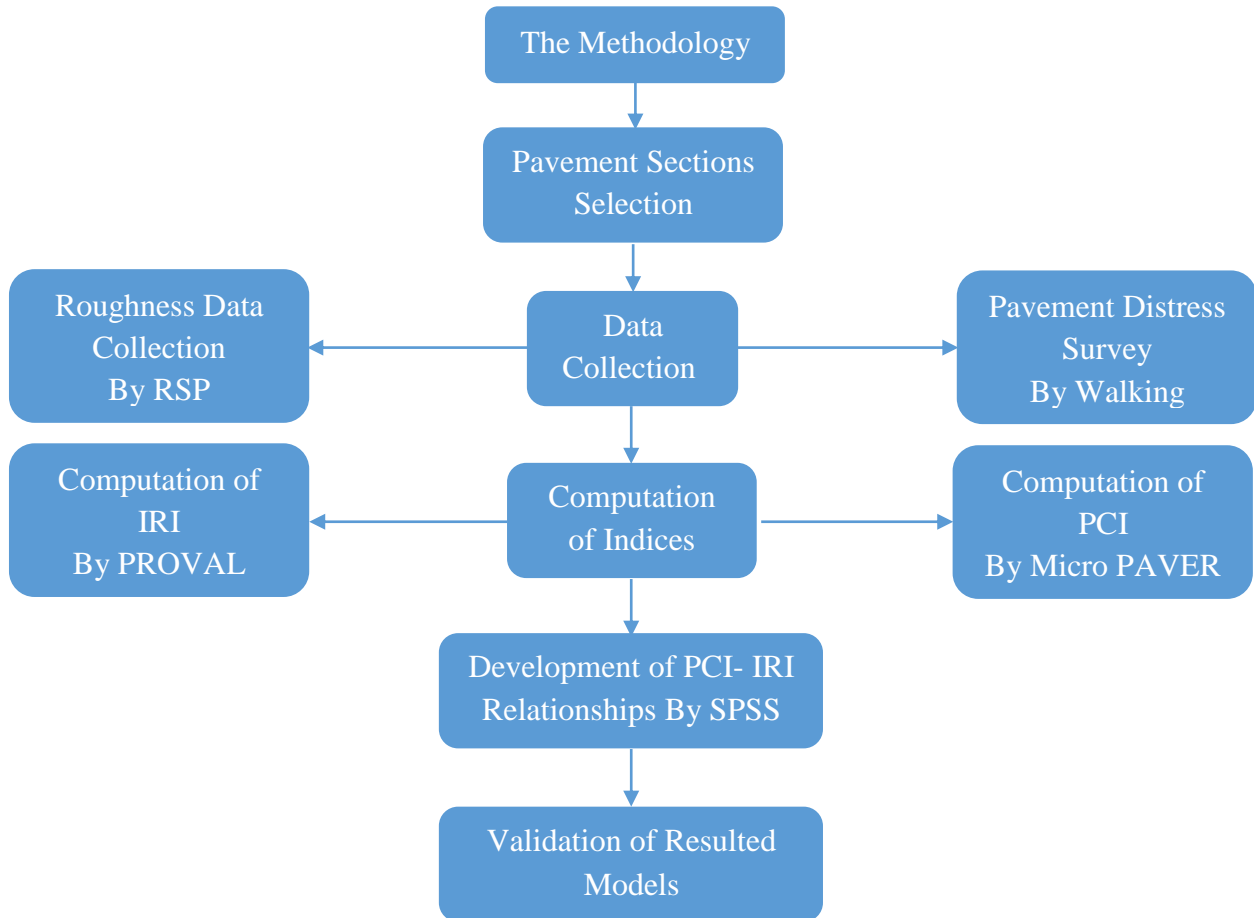 The Methodology
Pavement Sections
Selection
Roughness Data
Collection
By RSP
Data
Collection
Pavement Distress
Survey
By Walking
Computation of
IRI
By PROVAL
Computation
of Indices
Computation of
PCI
By Micro PAVER
Development of PCI- IRI
Relationships By SPSS
Validation of Resulted
Models